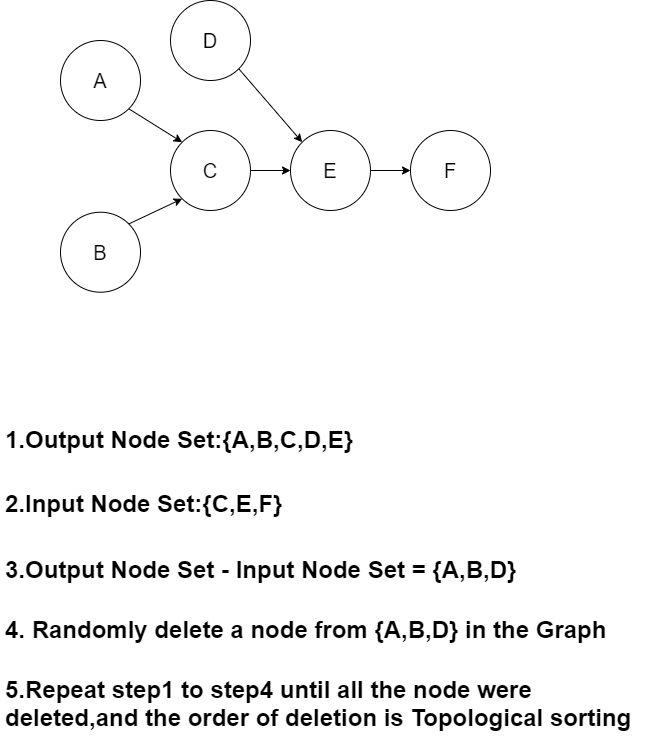 D
A
C
E
F
B
1.Output Node Set:{A,B,C,D,E}
2.Input Node Set:{C,E,F}
3.Output Node Set - Input Node Set = {A,B,D}
4. Randomly delete a node from {A,B,D} in the Graph
5.Repeat step1 to step4 until all the node were
deleted,and the order of deletion is Topological sorting